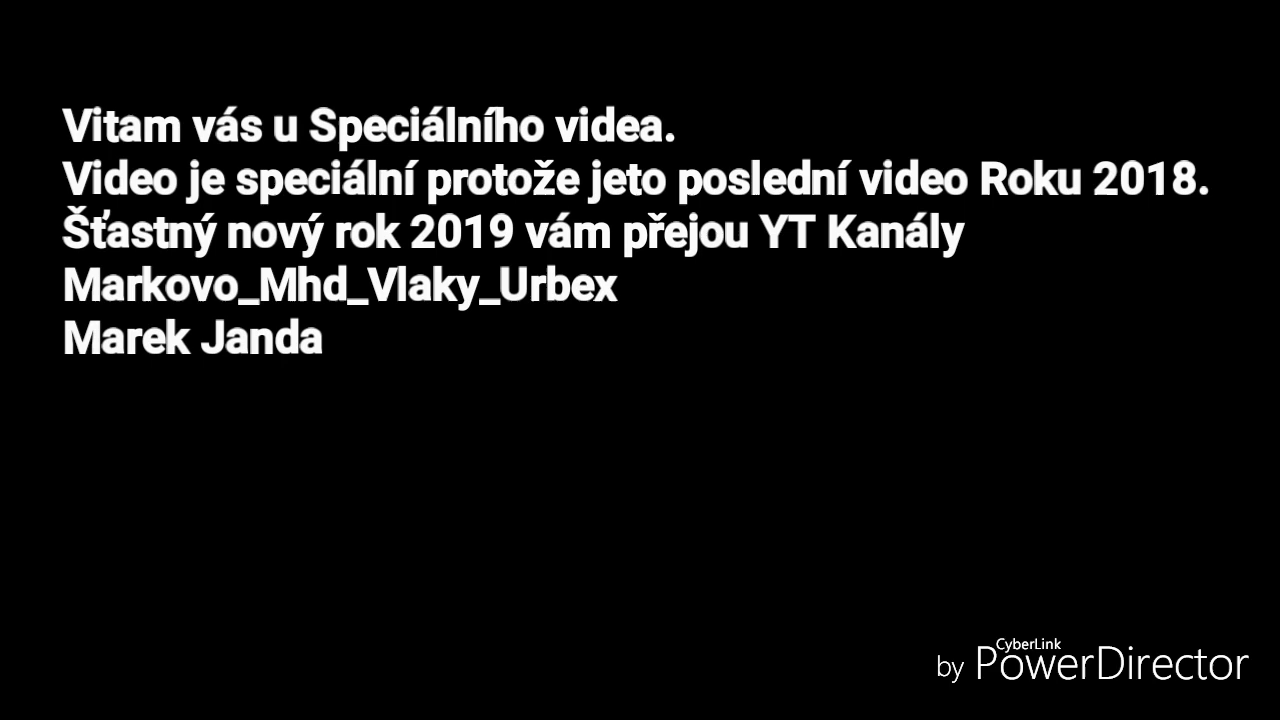 Vitam vás u Speciálního videa.
Video je speciální protože jeto poslední video Roku 2018.
Šťastný nový rok 2019 vám přejou YT Kanály
Markovo_Mhd_Vlaky_Urbex
Marek Janda
CyberLink
by PowerDirector